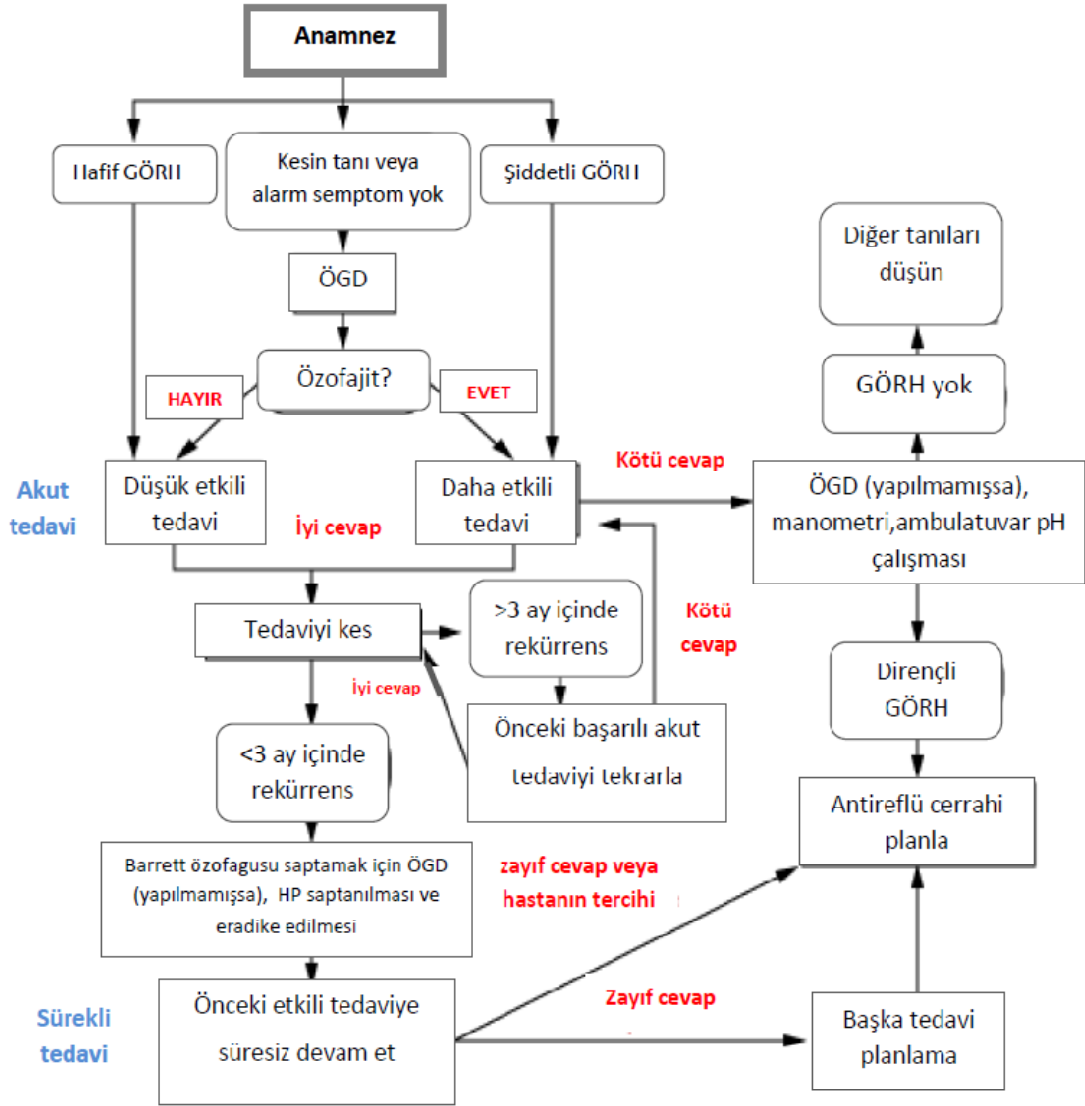 Anamnez
Hafif GÖRH
Kesin tanı veya
alarm semptom yok
Şiddetli GÖRH
ÖGD
Özofajit?
HAYIR
EVET
Diğer tanıları
düşün
GÖRH yok
Akut
tedavi
Düşük etkili
tedavi
İyi cevap
Daha etkili
tedavi
Kötü cevap
ÖGD (yapılmamışsa),
manometri,ambulatuvar pH
çalışması
Tedaviyi kes
>3 ay içinde
rekürrens
Kötü
cevap
İyi cevap
Dirençli
GÖRH
<3 ay içinde
rekürrens
Önceki başarılı akut
tedaviyi tekrarla
Antireflü cerrahi
planla
Barrett özofagusu saptamak için ÖGD
(yapılmamışsa), HP saptanılması ve
eradike edilmesi
zayıf cevap veya
hastanın tercihi
Sürekli
tedavi
Önceki etkili tedaviye
süresiz devam et
Zayıf cevap
Başka tedavi
planlama